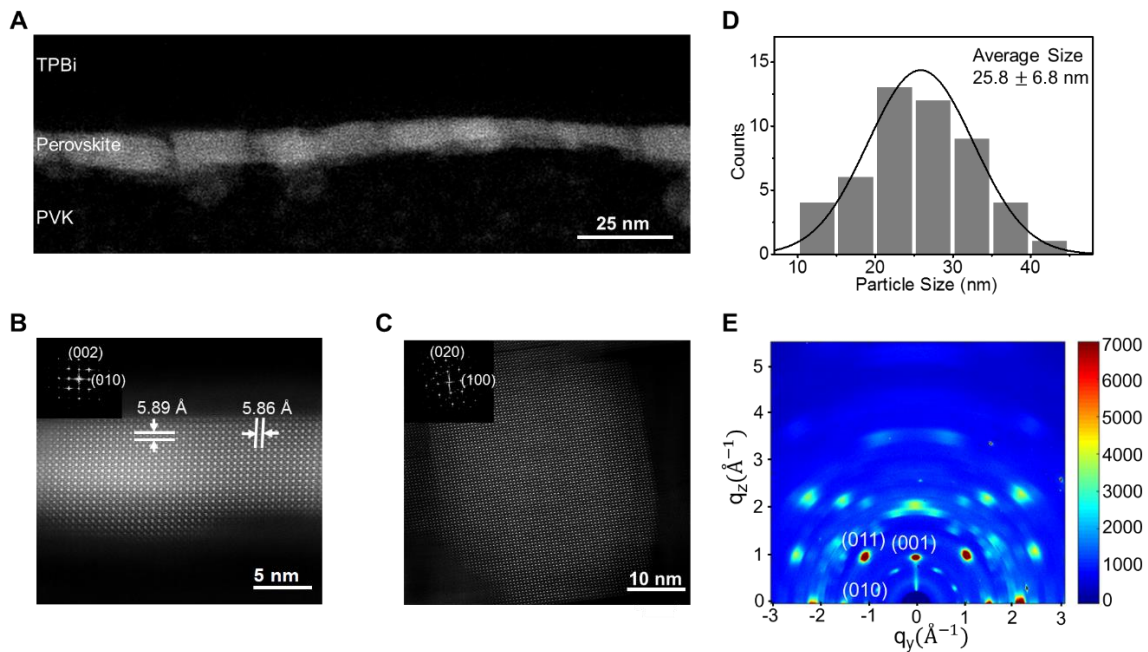 A
TPBi
Perovskite
PVK
25 nm
B
(002)
(010)
5.89 Å
5.86 Å
5 nm
C
(020)
(100)
10 nm
D
Average Size
25.8 ± 6.8 nm
15
10
5
0
Counts
10 20 30 40
Particle Size (nm)
E
5
4
3
2
1
0
qz(Å⁻¹)
(011) (001)
(010)
-3 -2 -1 0 1 2 3
qy(Å⁻¹)
7000
6000
5000
4000
3000
2000
1000
0